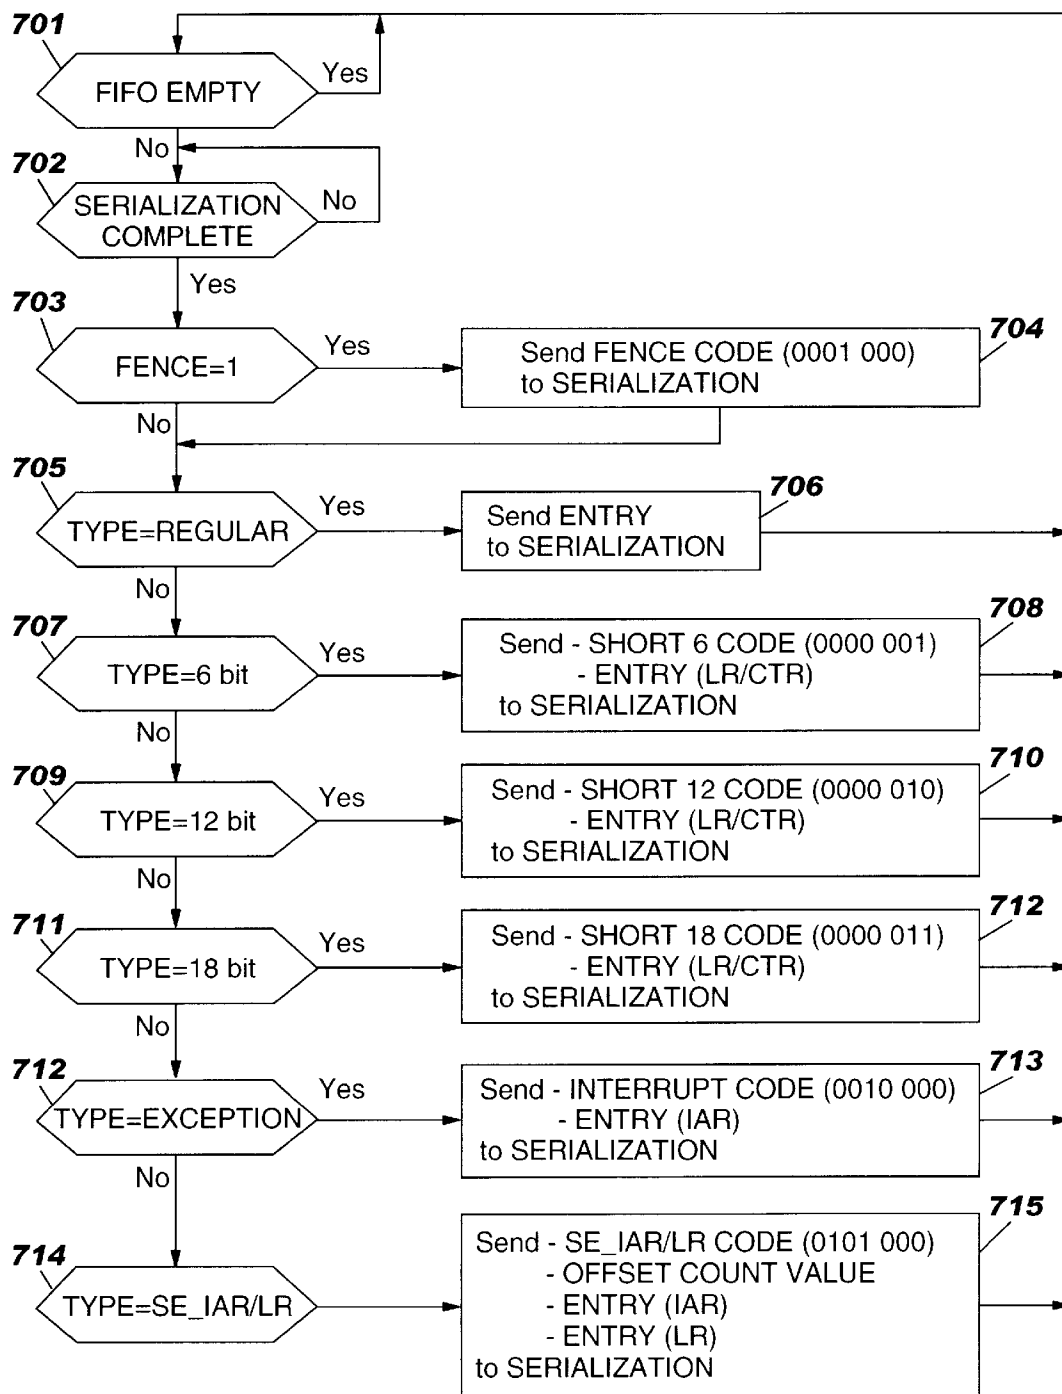 701
FIFO EMPTY
Yes
No
702
SERIALIZATION
COMPLETE
No
Yes
703
FENCE=1
Yes
704
Send FENCE CODE (0001 000)
to SERIALIZATION
No
705
TYPE=REGULAR
Yes
706
Send ENTRY
to SERIALIZATION
No
707
TYPE=6 bit
Yes
708
Send - SHORT 6 CODE (0000 001)
- ENTRY (LR/CTR)
to SERIALIZATION
No
709
TYPE=12 bit
Yes
710
Send - SHORT 12 CODE (0000 010)
- ENTRY (LR/CTR)
to SERIALIZATION
No
711
TYPE=18 bit
Yes
712
Send - SHORT 18 CODE (0000 011)
- ENTRY (LR/CTR)
to SERIALIZATION
No
712
TYPE=EXCEPTION
Yes
713
Send - INTERRUPT CODE (0010 000)
- ENTRY (IAR)
to SERIALIZATION
No
714
TYPE=SE_IAR/LR
715
Send - SE_IAR/LR CODE (0101 000)
- OFFSET COUNT VALUE
- ENTRY (IAR)
- ENTRY (LR)
to SERIALIZATION